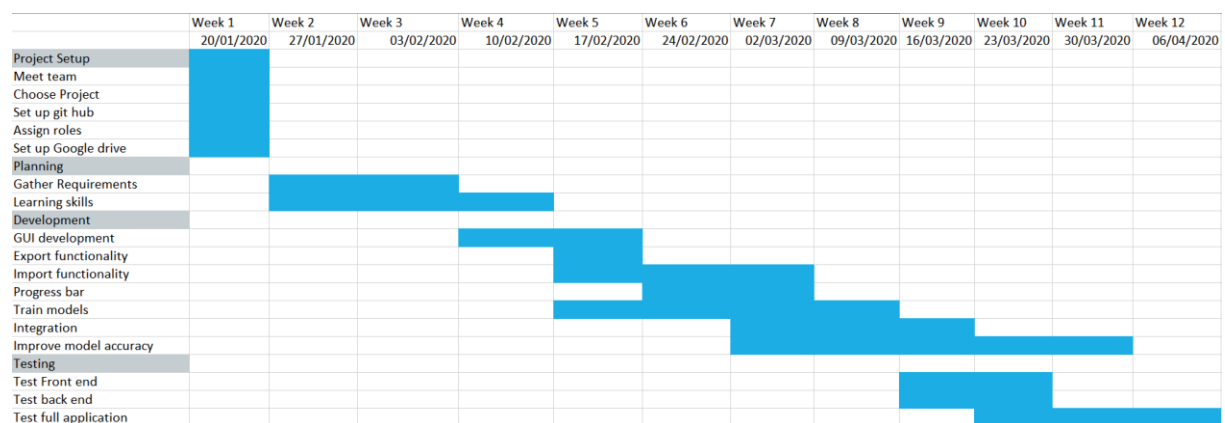 Week 1 Week 2 Week 3 Week 4 Week 5 Week 6 Week 7 Week 8 Week 9 Week 10 Week 11 Week 12
20/01/2020 27/01/2020 03/02/2020 10/02/2020 17/02/2020 24/02/2020 02/03/2020 09/03/2020 16/03/2020 23/03/2020 30/03/2020 06/04/2020
Project Setup
Meet team
Choose Project
Set up git hub
Assign roles
Set up Google drive
Planning
Gather Requirements
Learning skills
Development
GUI development
Export functionality
Import functionality
Progress bar
Train models
Integration
Improve model accuracy
Testing
Test Front end
Test back end
Test full application